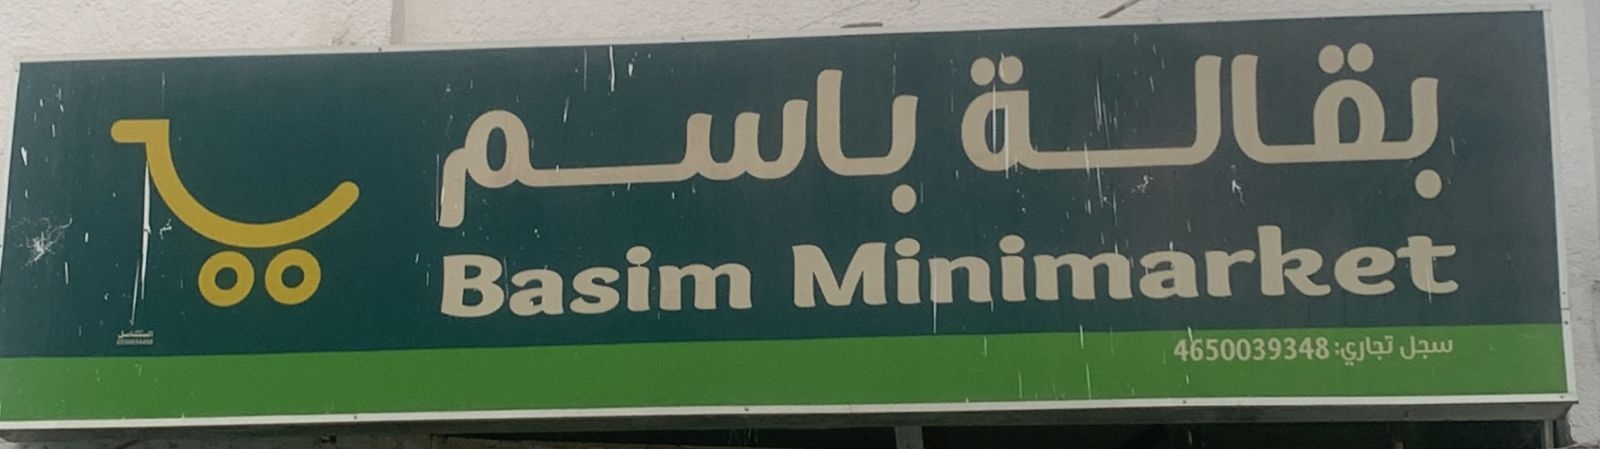 بقالة باسم
Basim Minimarket
سجل تجاري: 4650039348